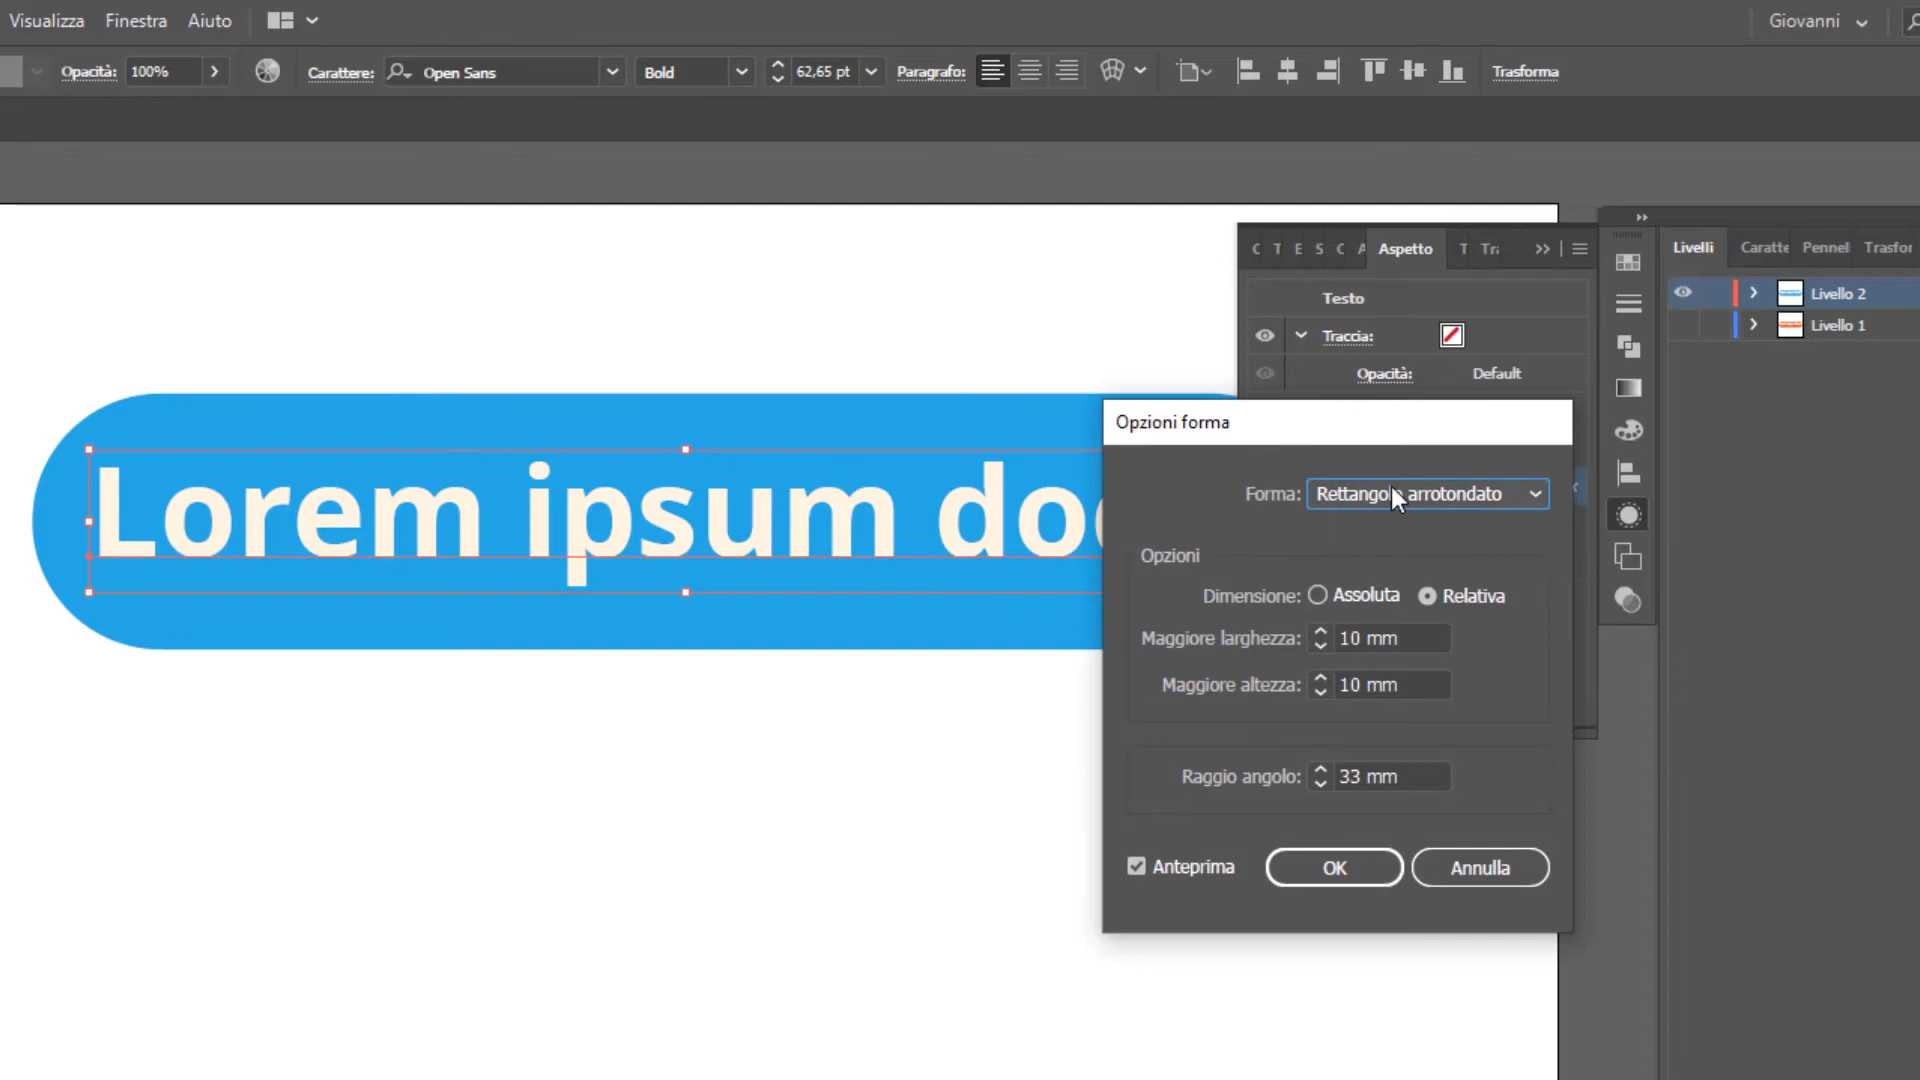 Visualizza Finestra Aiuto Giovanni
Opacità: 100% Carattere: Open Sans Bold 62,65 pt Paragrafo: Trasforma
C T E S C A Aspetto T Tra
Livelli Caratte Pennel Trasfor
Testo
Traccia:
Opacità: Default
Livello 2
Livello 1
Lorem ipsum do
Opzioni forma
Forma: Rettangolo arrotondato
Opzioni
Dimensione: Assoluta Relativa
Maggiore larghezza: 10 mm
Maggiore altezza: 10 mm
Raggio angolo: 33 mm
Anteprima OK Annulla